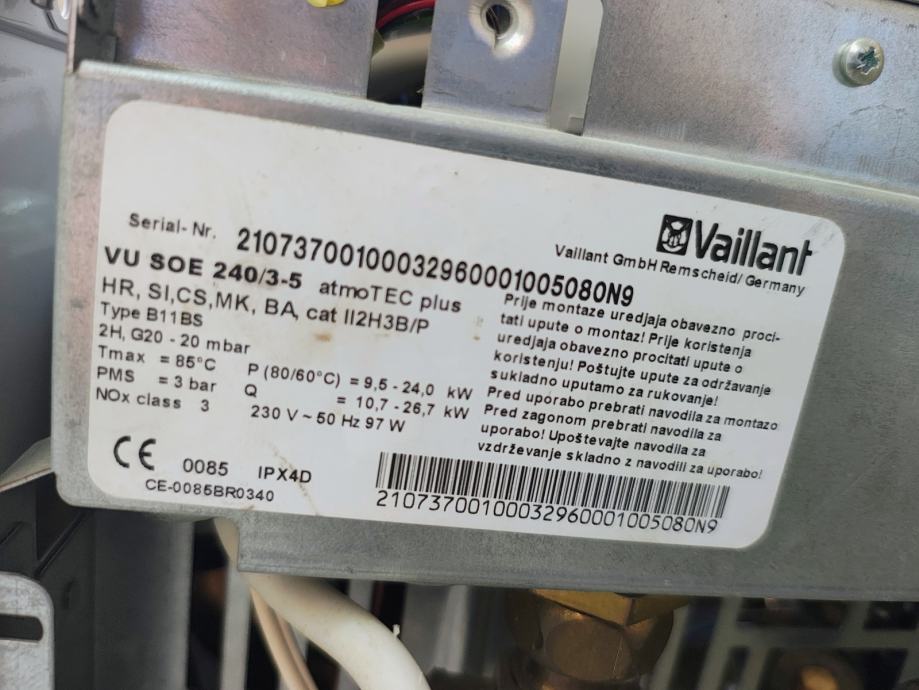 Vaillant
Serial-Nr. 21073700100032960001005080N9
Vaillant GmbH Remscheid/ Germany
VU SOE 240/3-5 atmoTEC plus
HR, SI,CS,MK, BA, cat II2H3B/P
Type B11BS
2H, G20 - 20 mbar
Tmax = 85°C P (80/60°C) = 9,5 - 24,0 kW
PMS = 3 bar Q = 10,7 - 26,7 kW
NOx class 3 230 V ~ 50 Hz 97 W
Prije montaze uredjaja obavezno proci-
tati upute o montaz! Prije koristenja
uredjaja obavezno procitati upute o
koristenju! Poštujte upute za održavanje
sukladno uputamo za rukovanje!
Pred uporabo prebrati navodila za montazo
Pred zagonom prebrati navodila za
uporabo! Upoštevajte navodila za
vzdrževanje skladno z navodili za uporabo!
CE 0085 IPX4D
CE-0085BR0340
21073700100032960001005080N9